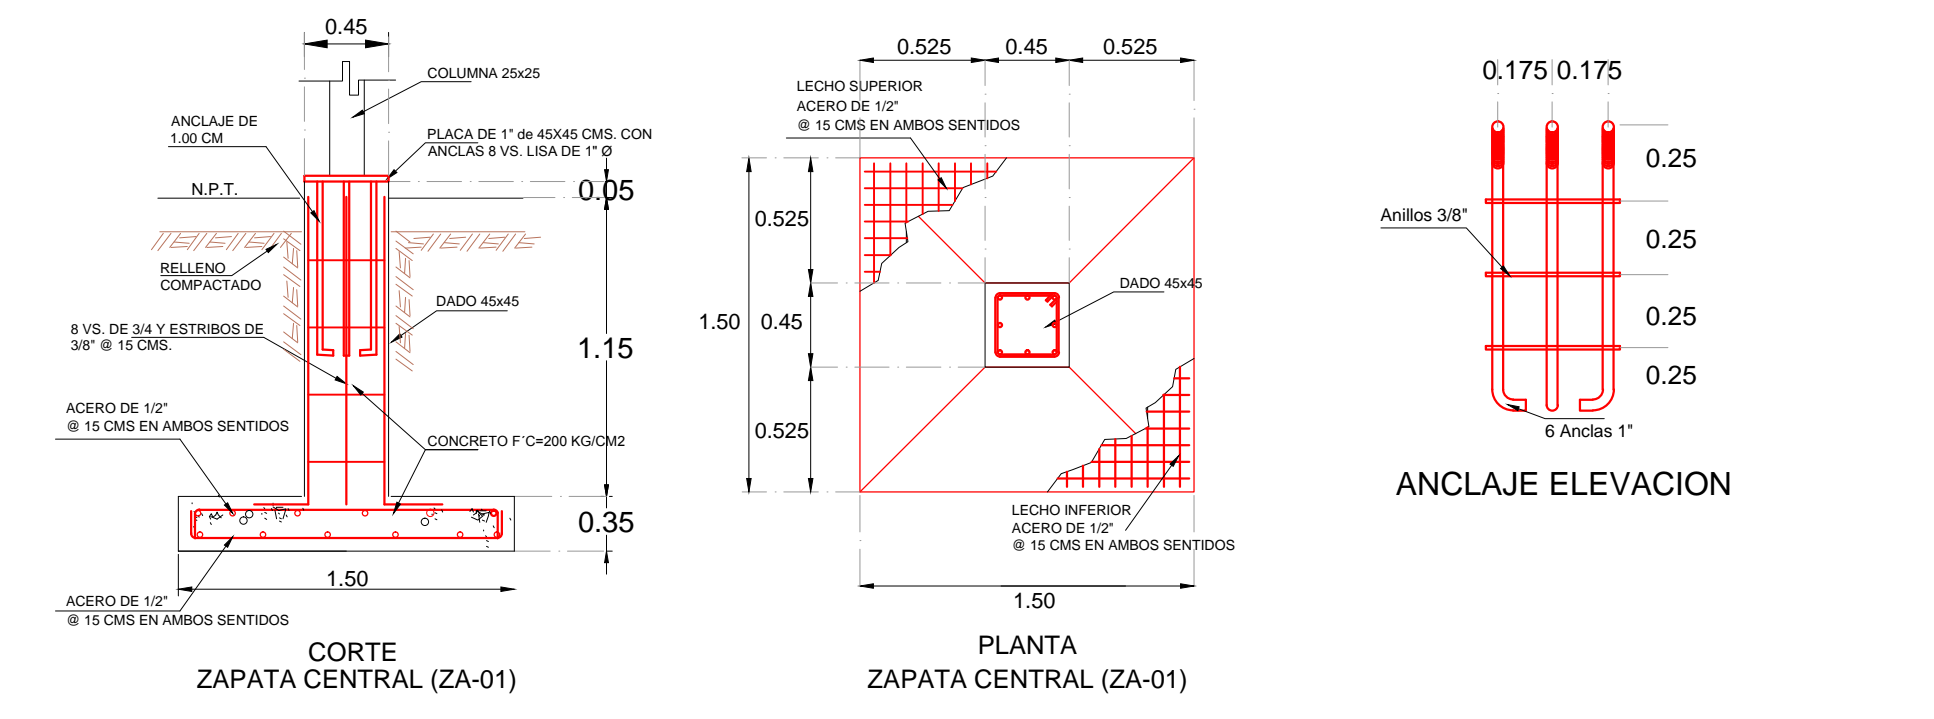 0.45
COLUMNA 25x25
ANCLAJE DE
1.00 CM
PLACA DE 1" de 45X45 CMS. CON
ANCLAS 8 VS. LISA DE 1" Ø
N.P.T.
0.05
RELLENO
COMPACTADO
DADO 45x45
8 VS. DE 3/4 Y ESTRIBOS DE
3/8" @ 15 CMS.
1.15
ACERO DE 1/2"
@ 15 CMS EN AMBOS SENTIDOS
CONCRETO F´C=200 KG/CM2
0.35
1.50
ACERO DE 1/2"
@ 15 CMS EN AMBOS SENTIDOS
CORTE
ZAPATA CENTRAL (ZA-01)
0.525
0.45
0.525
LECHO SUPERIOR
ACERO DE 1/2"
@ 15 CMS EN AMBOS SENTIDOS
0.525
DADO 45x45
1.50
0.45
0.525
LECHO INFERIOR
ACERO DE 1/2"
@ 15 CMS EN AMBOS SENTIDOS
1.50
PLANTA
ZAPATA CENTRAL (ZA-01)
0.175
0.175
0.25
Anillos 3/8"
0.25
0.25
0.25
6 Anclas 1"
ANCLAJE ELEVACION